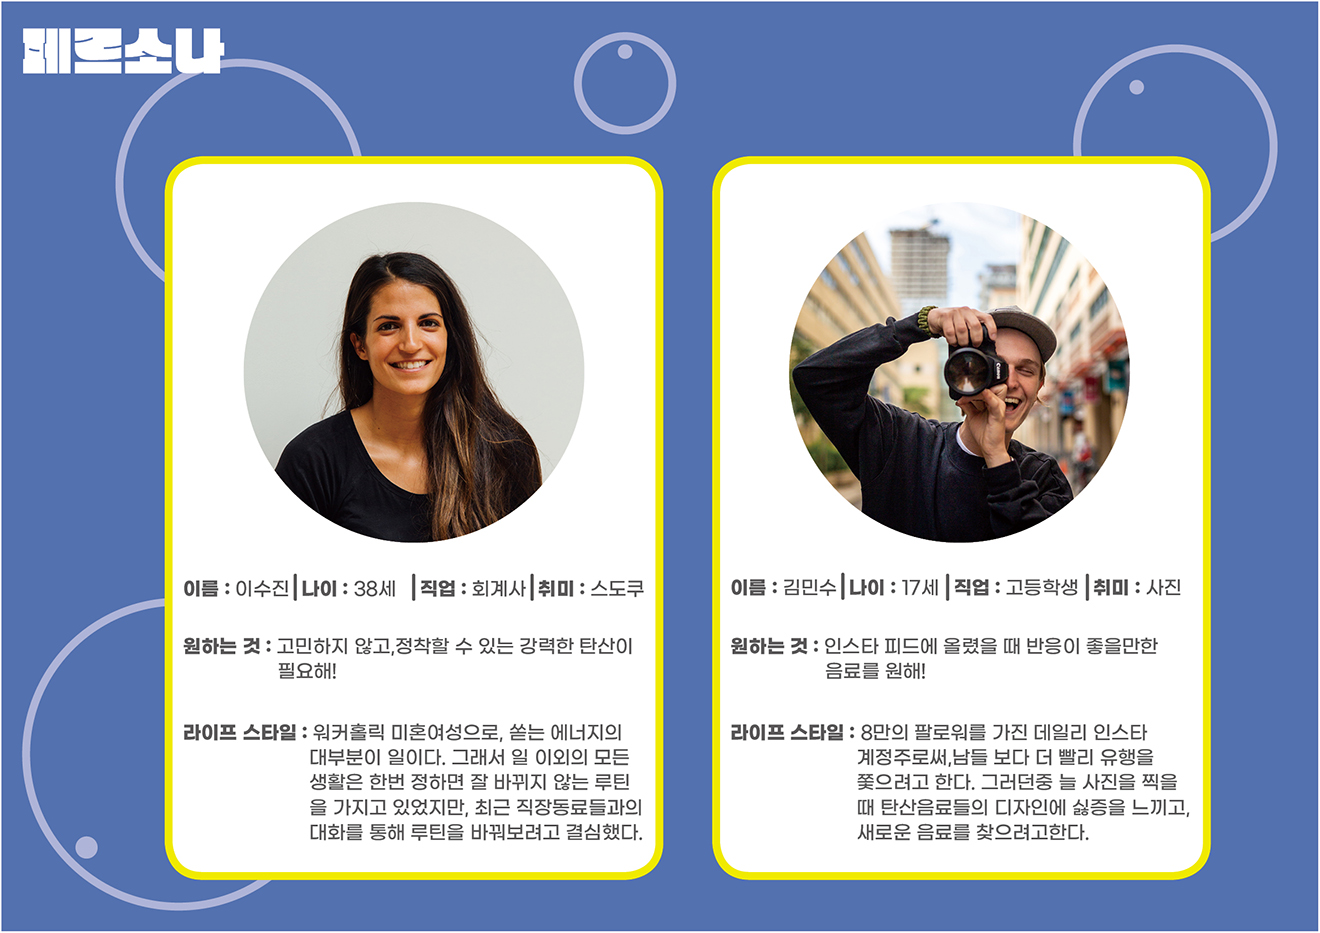 페르소나
이름 : 이수진|나이 : 38세 |직업 : 회계사|취미 : 스도쿠
원하는 것 : 고민하지 않고,정착할 수 있는 강력한 탄산이
필요해!
라이프 스타일 : 워커홀릭 미혼여성으로, 쏟는 에너지의
대부분이 일이다. 그래서 일 이외의 모든
생활은 한번 정하면 잘 바뀌지 않는 루틴
을 가지고 있었지만, 최근 직장동료들과의
대화를 통해 루틴을 바꿔보려고 결심했다.
Canon
이름 : 김민수|나이 : 17세|직업 : 고등학생|취미 : 사진
원하는 것 : 인스타 피드에 올렸을 때 반응이 좋을만한
음료를 원해!
라이프 스타일 : 8만의 팔로워를 가진 데일리 인스타
계정주로써,남들 보다 더 빨리 유행을
쫓으려고 한다. 그러던중 늘 사진을 찍을
때 탄산음료들의 디자인에 싫증을 느끼고,
새로운 음료를 찾으려고한다.